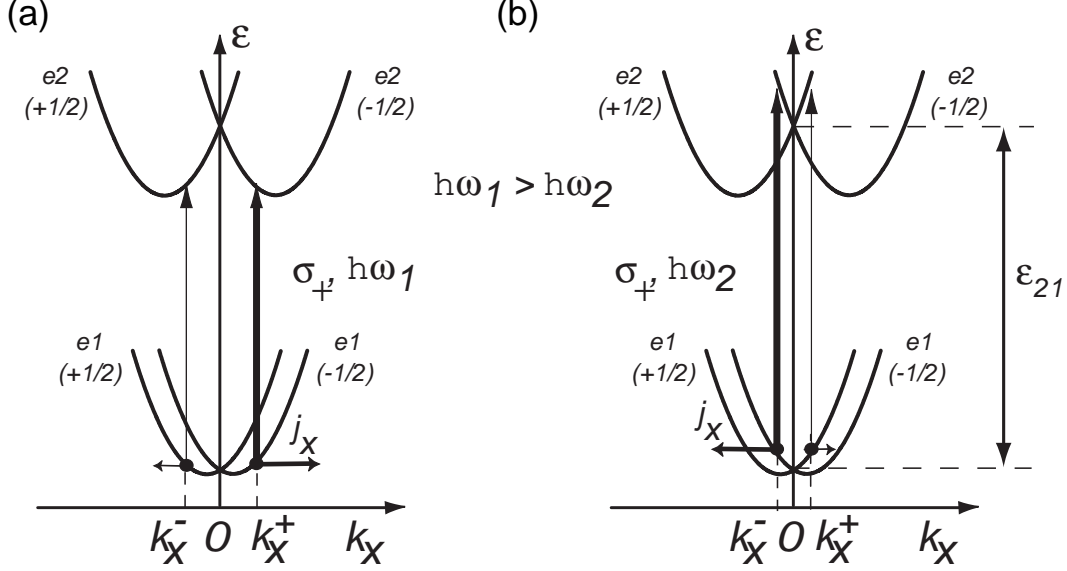 (a)
ε
e2
(+1/2)
e2
(-1/2)
σ+, hω1
e1
(+1/2)
e1
(-1/2)
jx
kx- 0 kx+ kx
hω1 > hω2
(b)
ε
e2
(+1/2)
e2
(-1/2)
σ+, hω2
ε21
e1
(+1/2)
e1
(-1/2)
jx
kx- 0 kx+ kx